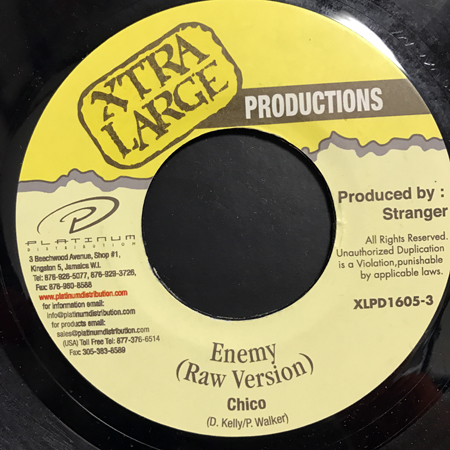 XTRA
LARGE
PRODUCTIONS
Produced by :
Stranger
All Rights Reserved.
Unauthorized Duplication
is a Violation,punishable
by applicable laws.
XLPD1605-3
PLATINUM
DISTRIBUTION
3 Beechwood Avenue, Shop #1,
Kingston 5, Jamaica W.I.
Tel: 876-926-5077, 876-929-3726,
Fax: 876-960-8568
www.platinumdistribution.com
for information email:
info@platinumdistribution.com
for products email:
sales@platinumdistribution.com
(USA) Toll Free Tel: 877-376-6514
Fax: 305-383-8589
Enemy
(Raw Version)
Chico
(D. Kelly/P. Walker)